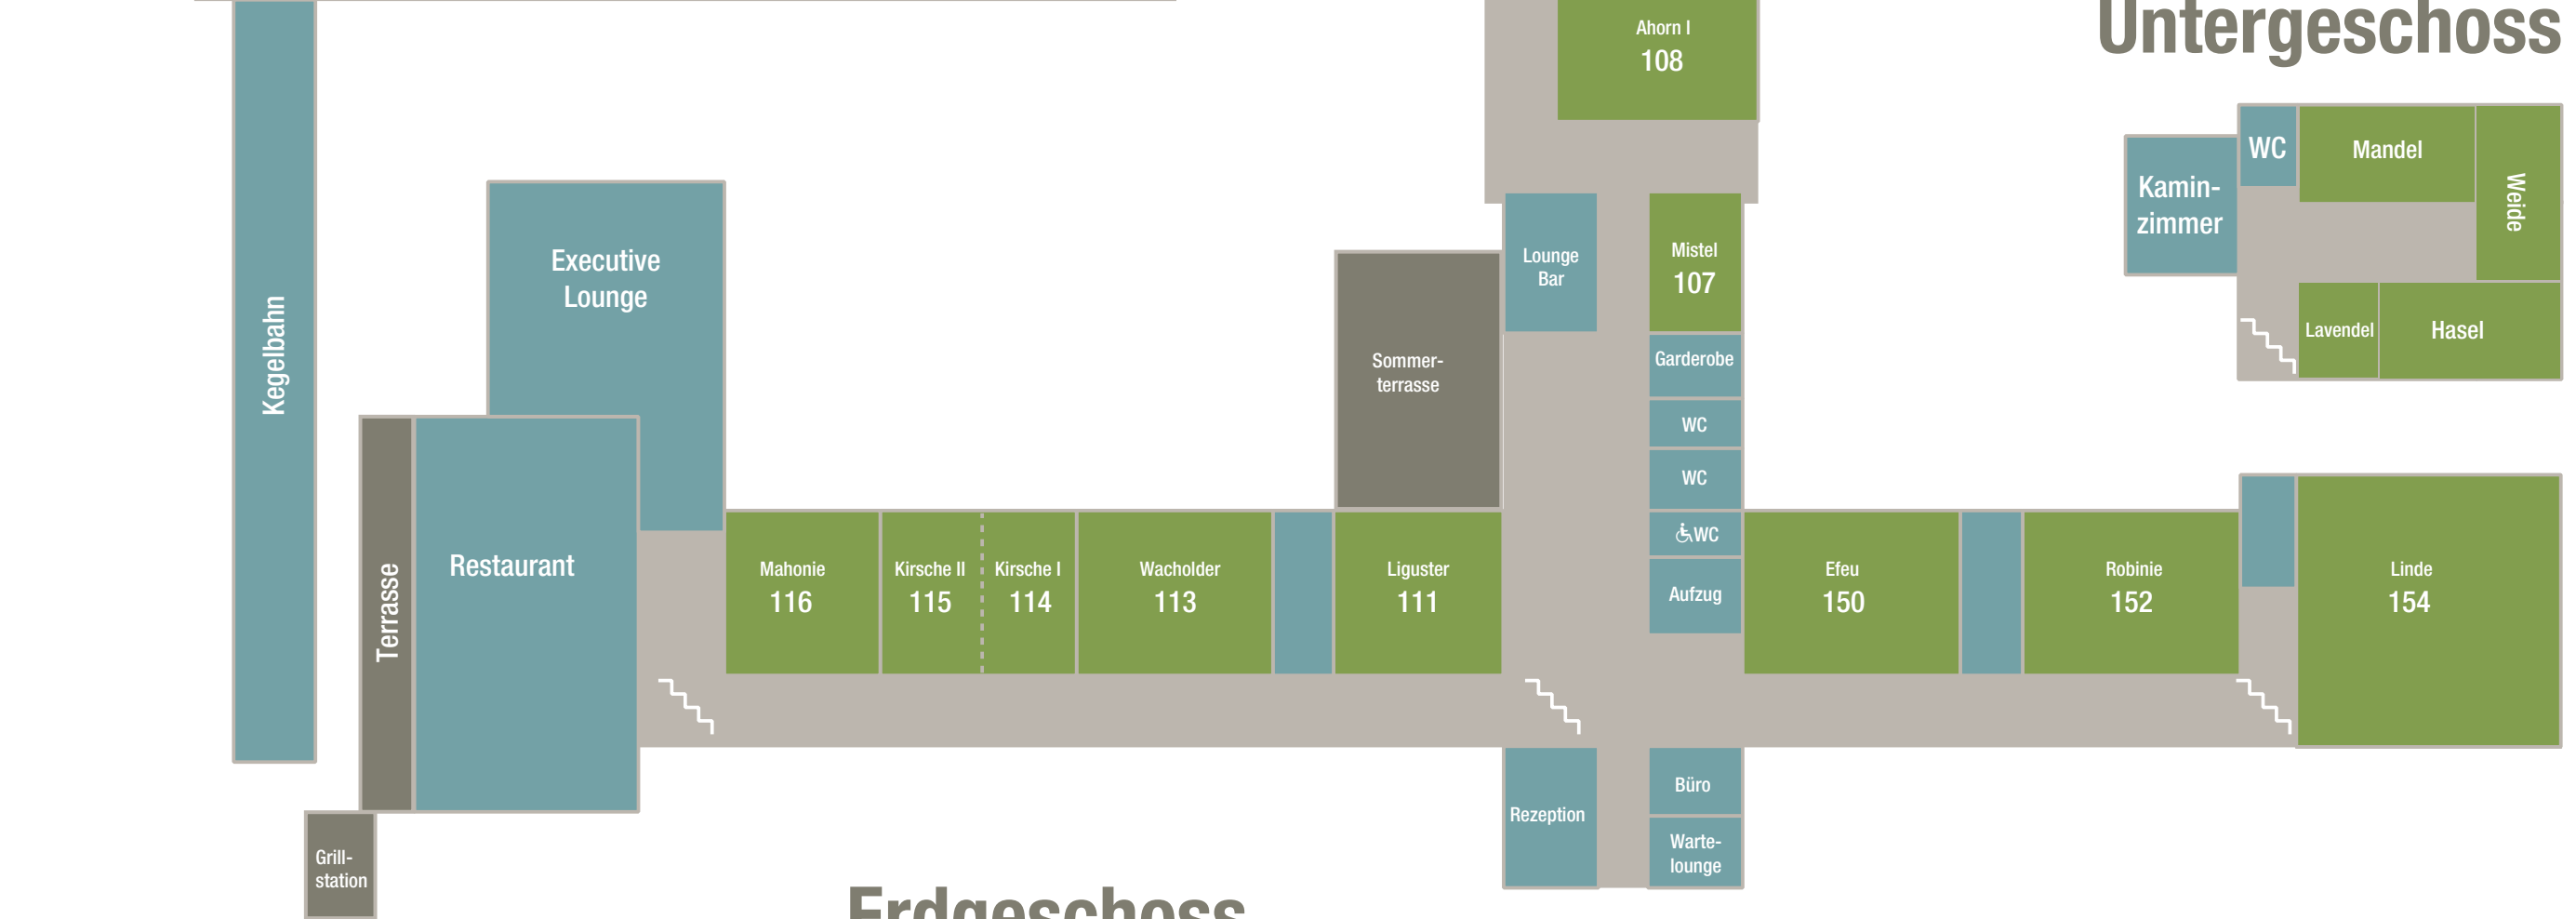 Untergeschoss
Ahorn I
108
WC
Mandel
Weide
Kamin-
zimmer
Lavendel
Hasel
Kegelbahn
Executive
Lounge
Lounge
Bar
Mistel
107
Sommer-
terrasse
Garderobe
WC
WC
WC
Aufzug
Terrasse
Restaurant
Mahonie
116
Kirsche II
115
Kirsche I
114
Wacholder
113
Liguster
111
Efeu
150
Robinie
152
Linde
154
Rezeption
Büro
Warte-
lounge
Grill-
station
Erdgeschoss